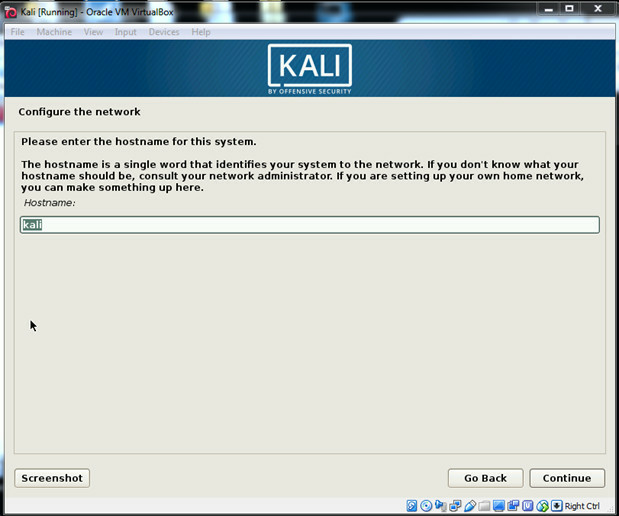 Kali [Running] - Oracle VM VirtualBox
File Machine View Input Devices Help
KALI
BY OFFENSIVE SECURITY
Configure the network
Please enter the hostname for this system.
The hostname is a single word that identifies your system to the network. If you don't know what your
hostname should be, consult your network administrator. If you are setting up your own home network,
you can make something up here.
Hostname:
kali
Screenshot
Go Back
Continue
Right Ctrl